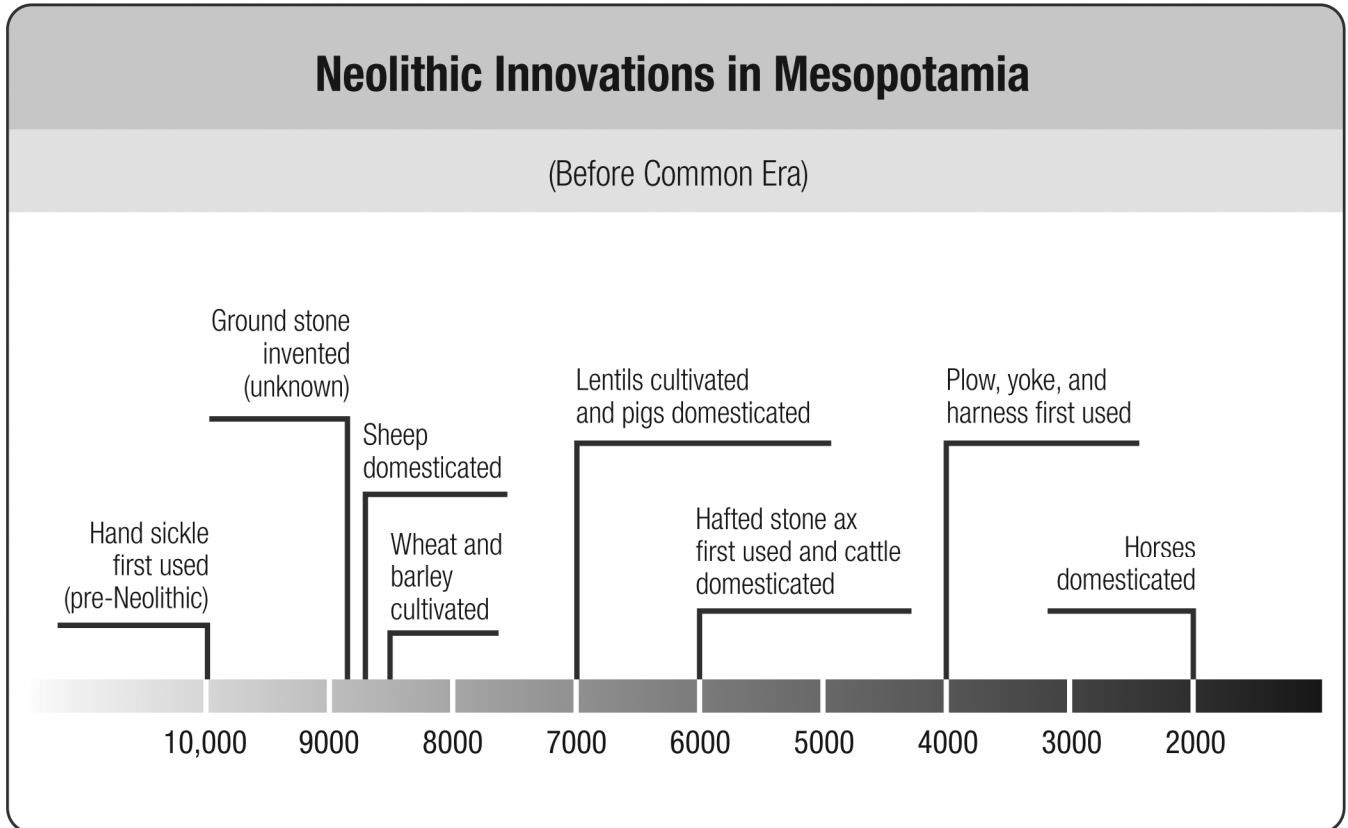 Neolithic Innovations in Mesopotamia
(Before Common Era)
Ground stone
invented
(unknown)
Sheep
domesticated
Hand sickle
first used
(pre-Neolithic)
Wheat and
barley
cultivated
Lentils cultivated
and pigs domesticated
Hafted stone ax
first used and cattle
domesticated
Plow, yoke, and
harness first used
Horses
domesticated
10,000 9000 8000 7000 6000 5000 4000 3000 2000